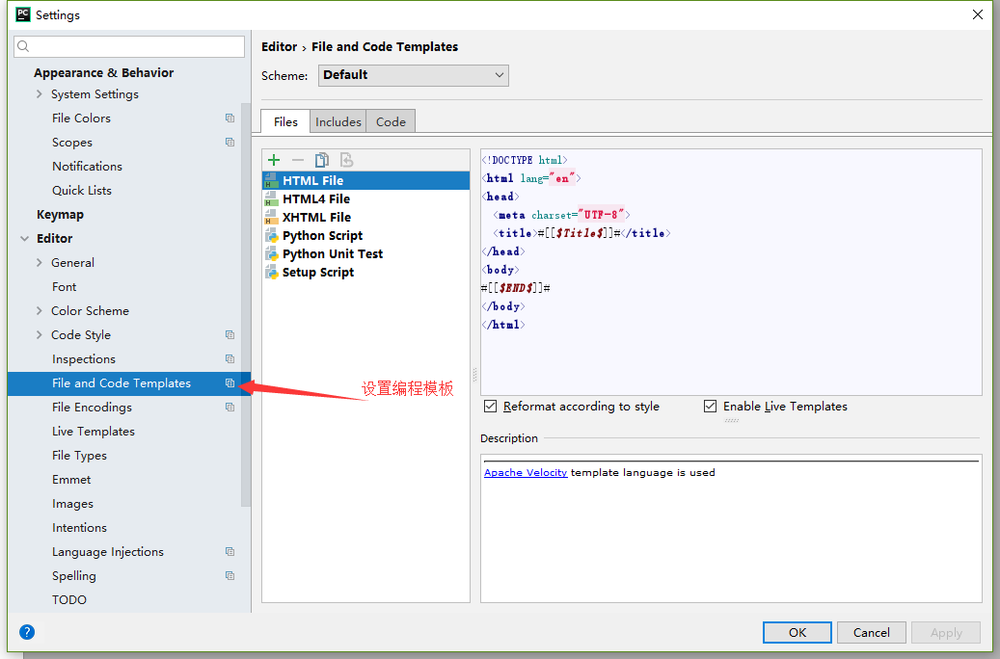 PC
Settings
Appearance & Behavior
System Settings
File Colors
Scopes
Notifications
Quick Lists
Keymap
Editor
General
Font
Color Scheme
Code Style
Inspections
File and Code Templates
File Encodings
Live Templates
File Types
Emmet
Images
Intentions
Language Injections
Spelling
TODO
?
Editor › File and Code Templates
Scheme: Default
Files Includes Code
HTML File
HTML4 File
XHTML File
Python Script
Python Unit Test
Setup Script
设置编程模板
<!DOCTYPE html>
<html lang="en">
<head>
<meta charset="UTF-8">
<title>#[[$Title$]]#</title>
</head>
<body>
#[[$END$]]#
</body>
</html>
Reformat according to style Enable Live Templates
Description
Apache Velocity template language is used
OK Cancel Apply